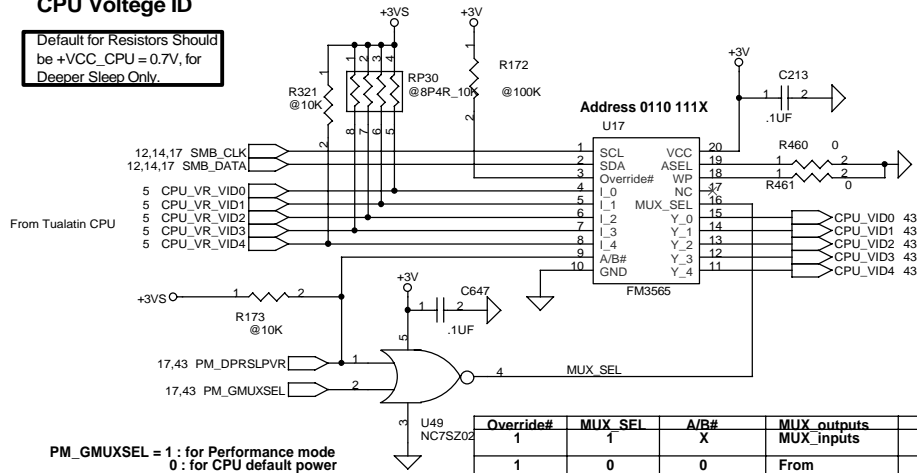 CPU Voltege ID
Default for Resistors Should
be +VCC_CPU = 0.7V, for
Deeper Sleep Only.
+3VS
+3V
R321
@10K
1
2
1 2 3 4
8 7 6 5
RP30
@8P4R_10K
R172
@100K
1
2
+3V
C213
1 2
.1UF
Address 0110 111X
U17
R460 0
1 2
R461 0
1 2
12,14,17 SMB_CLK
12,14,17 SMB_DATA
From Tualatin CPU
5 CPU_VR_VID0
5 CPU_VR_VID1
5 CPU_VR_VID2
5 CPU_VR_VID3
5 CPU_VR_VID4
1 SCL VCC 20
2 SDA ASEL 19
3 Override# WP 18
4 I_0 NC 17
5 I_1 MUX_SEL 16
6 I_2 Y_0 15
7 I_3 Y_1 14
8 I_4 Y_2 13
9 A/B# Y_3 12
10 GND Y_4 11
FM3565
CPU_VID0 43
CPU_VID1 43
CPU_VID2 43
CPU_VID3 43
CPU_VID4 43
+3VS
1 2
R173
@10K
+3V
C647
1 2
.1UF
17,43 PM_DPRSLPVR
17,43 PM_GMUXSEL
1
2
5
3
4
MUX_SEL
U49
NC7SZ02
PM_GMUXSEL = 1 : for Performance mode
0 : for CPU default power
Override# MUX_SEL A/B# MUX_outputs
1 1 X MUX_inputs
1 0 0 From